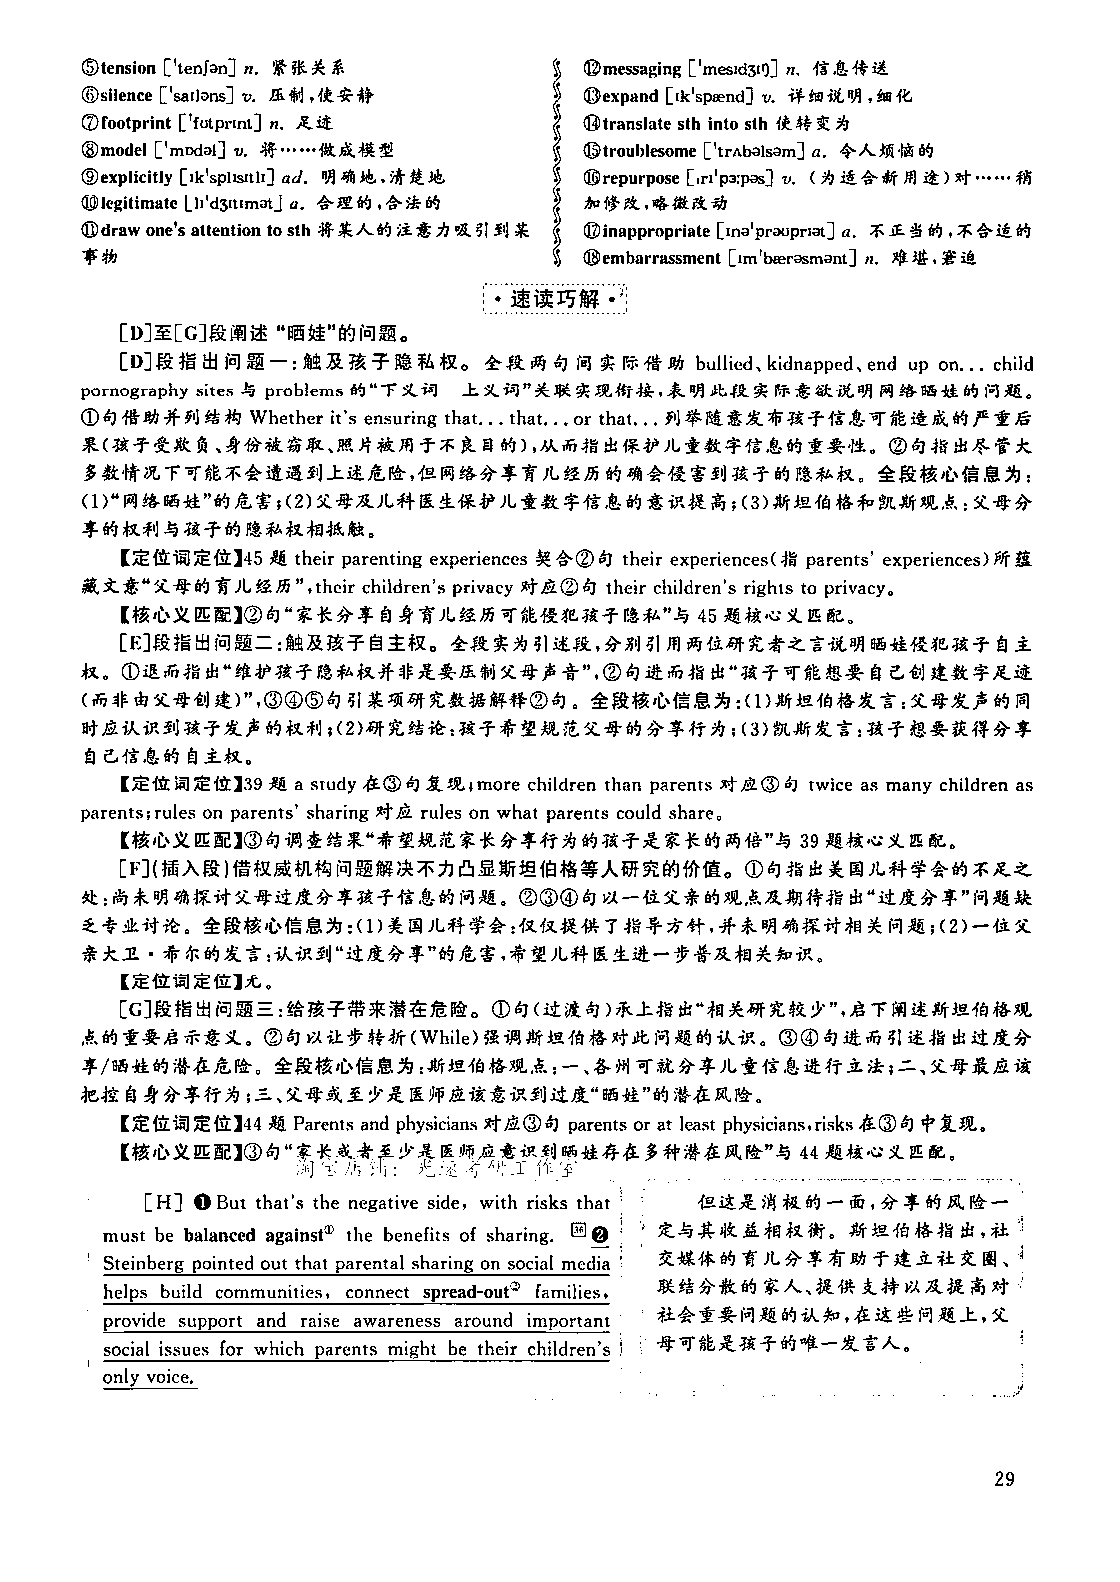 ⑤tension [ˈtenʃən] n. 紧张关系
⑥silence [ˈsaɪləns] v. 压制,使安静
⑦footprint [ˈfʊtprɪnt] n. 足迹
⑧model [ˈmɒdəl] v. 将……做成模型
⑨explicitly [ɪkˈsplɪsɪtlɪ] ad. 明确地,清楚地
⑩legitimate [lɪˈdʒɪtɪmət] a. 合理的,合法的
⑪draw one's attention to sth 将某人的注意力吸引到某
事物
⑫messaging [ˈmesɪdʒɪŋ] n. 信息传送
⑬expand [ɪkˈspænd] v. 详细说明,细化
⑭translate sth into sth 使转变为
⑮troublesome [ˈtrʌbəlsəm] a. 令人烦恼的
⑯repurpose [ˌriːˈpɜːpəs] v. (为适合新用途)对……稍
加修改,略微改动
⑰inappropriate [ɪnəˈprəʊprɪət] a. 不正当的,不合适的
⑱embarrassment [ɪmˈbærəsmənt] n. 难堪,窘迫
·速读巧解·
[D]至[G]段阐述“晒娃”的问题。
[D]段指出问题一:触及孩子隐私权。全段两句间实际借助 bullied、kidnapped、end up on... child
pornography sites 与 problems 的“下义词 上义词”关联实现衔接,表明此段实际意欲说明网络晒娃的问题。
①句借助并列结构 Whether it's ensuring that... that... or that... 列举随意发布孩子信息可能造成的严重后
果(孩子受欺负、身份被窃取、照片被用于不良目的),从而指出保护儿童数字信息的重要性。②句指出尽管大
多数情况下可能不会遭遇到上述危险,但网络分享育儿经历的确会侵害到孩子的隐私权。全段核心信息为:
(1)“网络晒娃”的危害;(2)父母及儿科医生保护儿童数字信息的意识提高;(3)斯坦伯格和凯斯观点:父母分
享的权利与孩子的隐私权相抵触。
【定位词定位】45 题 their parenting experiences 契合②句 their experiences(指 parents' experiences)所蕴
藏文意“父母的育儿经历”,their children's privacy 对应②句 their children's rights to privacy。
【核心义匹配】②句“家长分享自身育儿经历可能侵犯孩子隐私”与 45 题核心义匹配。
[E]段指出问题二:触及孩子自主权。全段实为引述段,分别引用两位研究者之言说明晒娃侵犯孩子自主
权。①退而指出“维护孩子隐私权并非是要压制父母声音”,②句进而指出“孩子可能想要自己创建数字足迹
(而非由父母创建)”,③④⑤句引某项研究数据解释②句。全段核心信息为:(1)斯坦伯格发言:父母发声的同
时应认识到孩子发声的权利;(2)研究结论:孩子希望规范父母的分享行为;(3)凯斯发言:孩子想要获得分享
自己信息的自主权。
【定位词定位】39 题 a study 在③句复现;more children than parents 对应③句 twice as many children as
parents;rules on parents' sharing 对应 rules on what parents could share。
【核心义匹配】③句调查结果“希望规范家长分享行为的孩子是家长的两倍”与 39 题核心义匹配。
[F](插入段)借权威机构问题解决不力凸显斯坦伯格等人研究的价值。①句指出美国儿科学会的不足之
处:尚未明确探讨父母过度分享孩子信息的问题。②③④句以一位父亲的观点及期待指出“过度分享”问题缺
乏专业讨论。全段核心信息为:(1)美国儿科学会:仅仅提供了指导方针,并未明确探讨相关问题;(2)一位父
亲大卫·希尔的发言:认识到“过度分享”的危害,希望儿科医生进一步普及相关知识。
【定位词定位】无。
[G]段指出问题三:给孩子带来潜在危险。①句(过渡句)承上指出“相关研究较少”,启下阐述斯坦伯格观
点的重要启示意义。②句以让步转折(While)强调斯坦伯格对此问题的认识。③④句进而引述指出过度分
享/晒娃的潜在危险。全段核心信息为:斯坦伯格观点:一、各州可就分享儿童信息进行立法;二、父母最应该
把控自身分享行为;三、父母或至少是医师应该意识到过度“晒娃”的潜在风险。
【定位词定位】44 题 Parents and physicians 对应③句 parents or at least physicians,risks 在③句中复现。
【核心义匹配】③句“家长或者至少是医师应意识到晒娃存在多种潜在风险”与 44 题核心义匹配。
[H] ❶But that's the negative side, with risks that
must be balanced against① the benefits of sharing. ❷
Steinberg pointed out that parental sharing on social media
helps build communities, connect spread-out② families,
provide support and raise awareness around important
social issues for which parents might be their children's
only voice.
但这是消极的一面,分享的风险一
定与其收益相权衡。斯坦伯格指出,社
交媒体的育儿分享有助于建立社交圈、
联结分散的家人、提供支持以及提高对
社会重要问题的认知,在这些问题上,父
母可能是孩子的唯一发言人。
29